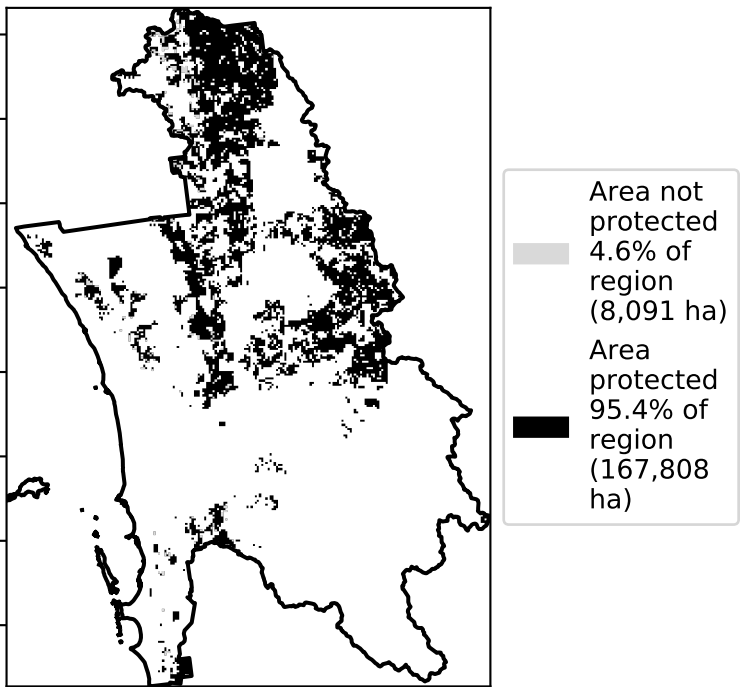 Area not
protected
4.6% of
region
(8,091 ha)
Area
protected
95.4% of
region
(167,808
ha)